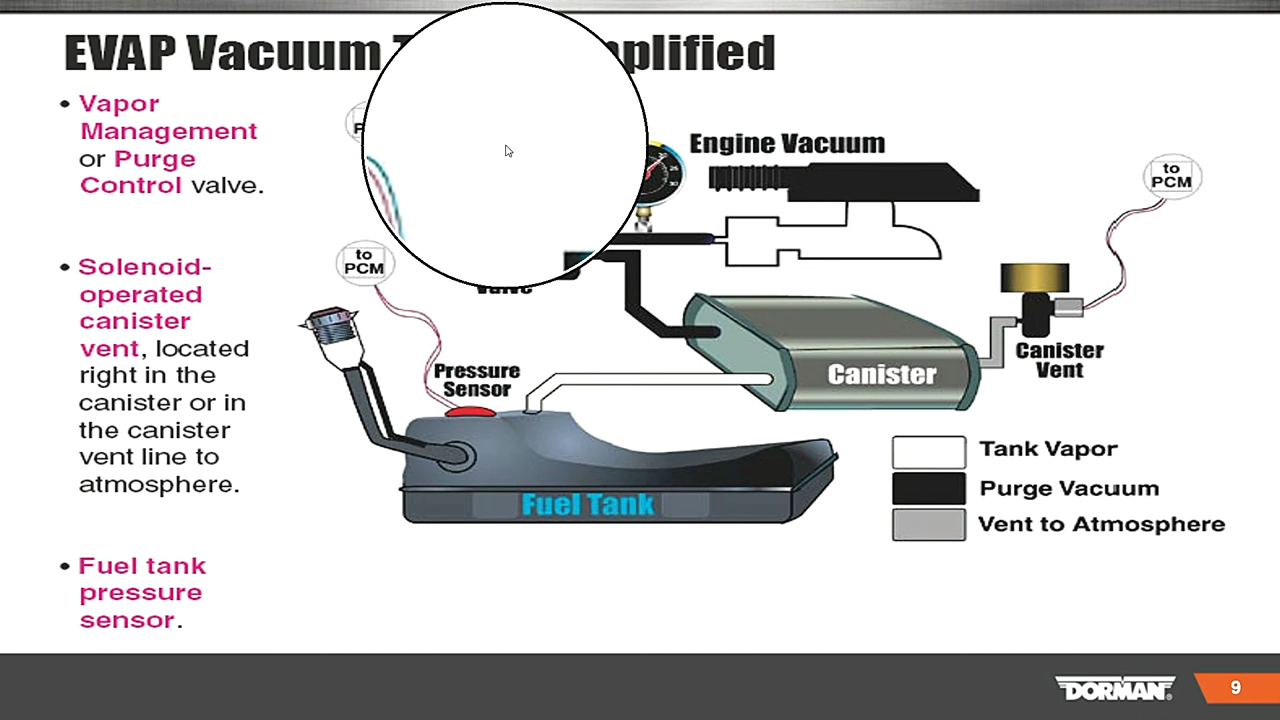 EVAP Vacuum
• Vapor
Management
or Purge
Control valve.
• Solenoid-
operated
canister
vent, located
right in the
canister or in
the canister
vent line to
atmosphere.
• Fuel tank
pressure
sensor.
Engine Vacuum
to
PCM
to
PCM
Pressure
Sensor
Canister
Canister
Vent
Fuel Tank
Tank Vapor
Purge Vacuum
Vent to Atmosphere
DORMAN®
9